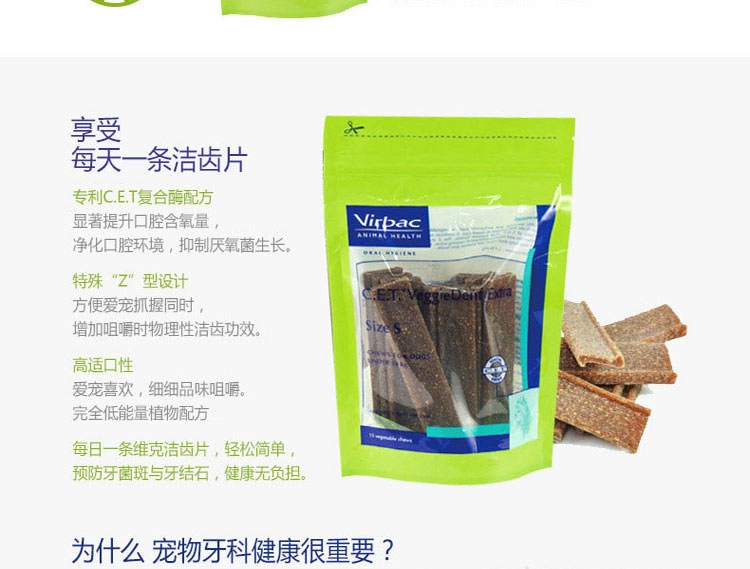 享受
每天一条洁齿片
专利C.E.T复合酶配方
显著提升口腔含氧量，
净化口腔环境，抑制厌氧菌生长。
特殊“Z”型设计
方便爱宠抓握同时，
增加咀嚼时物理性洁齿功效。
高适口性
爱宠喜欢，细细品味咀嚼。
完全低能量植物配方
每日一条维克洁齿片，轻松简单，
预防牙菌斑与牙结石，健康无负担。
Virbac
ANIMAL HEALTH
ORAL HYGIENE
C.E.T. VeggieDent Extra
Size S
CHEWS FOR DOGS
15 vegetable chews
为什么 宠物牙科健康很重要？